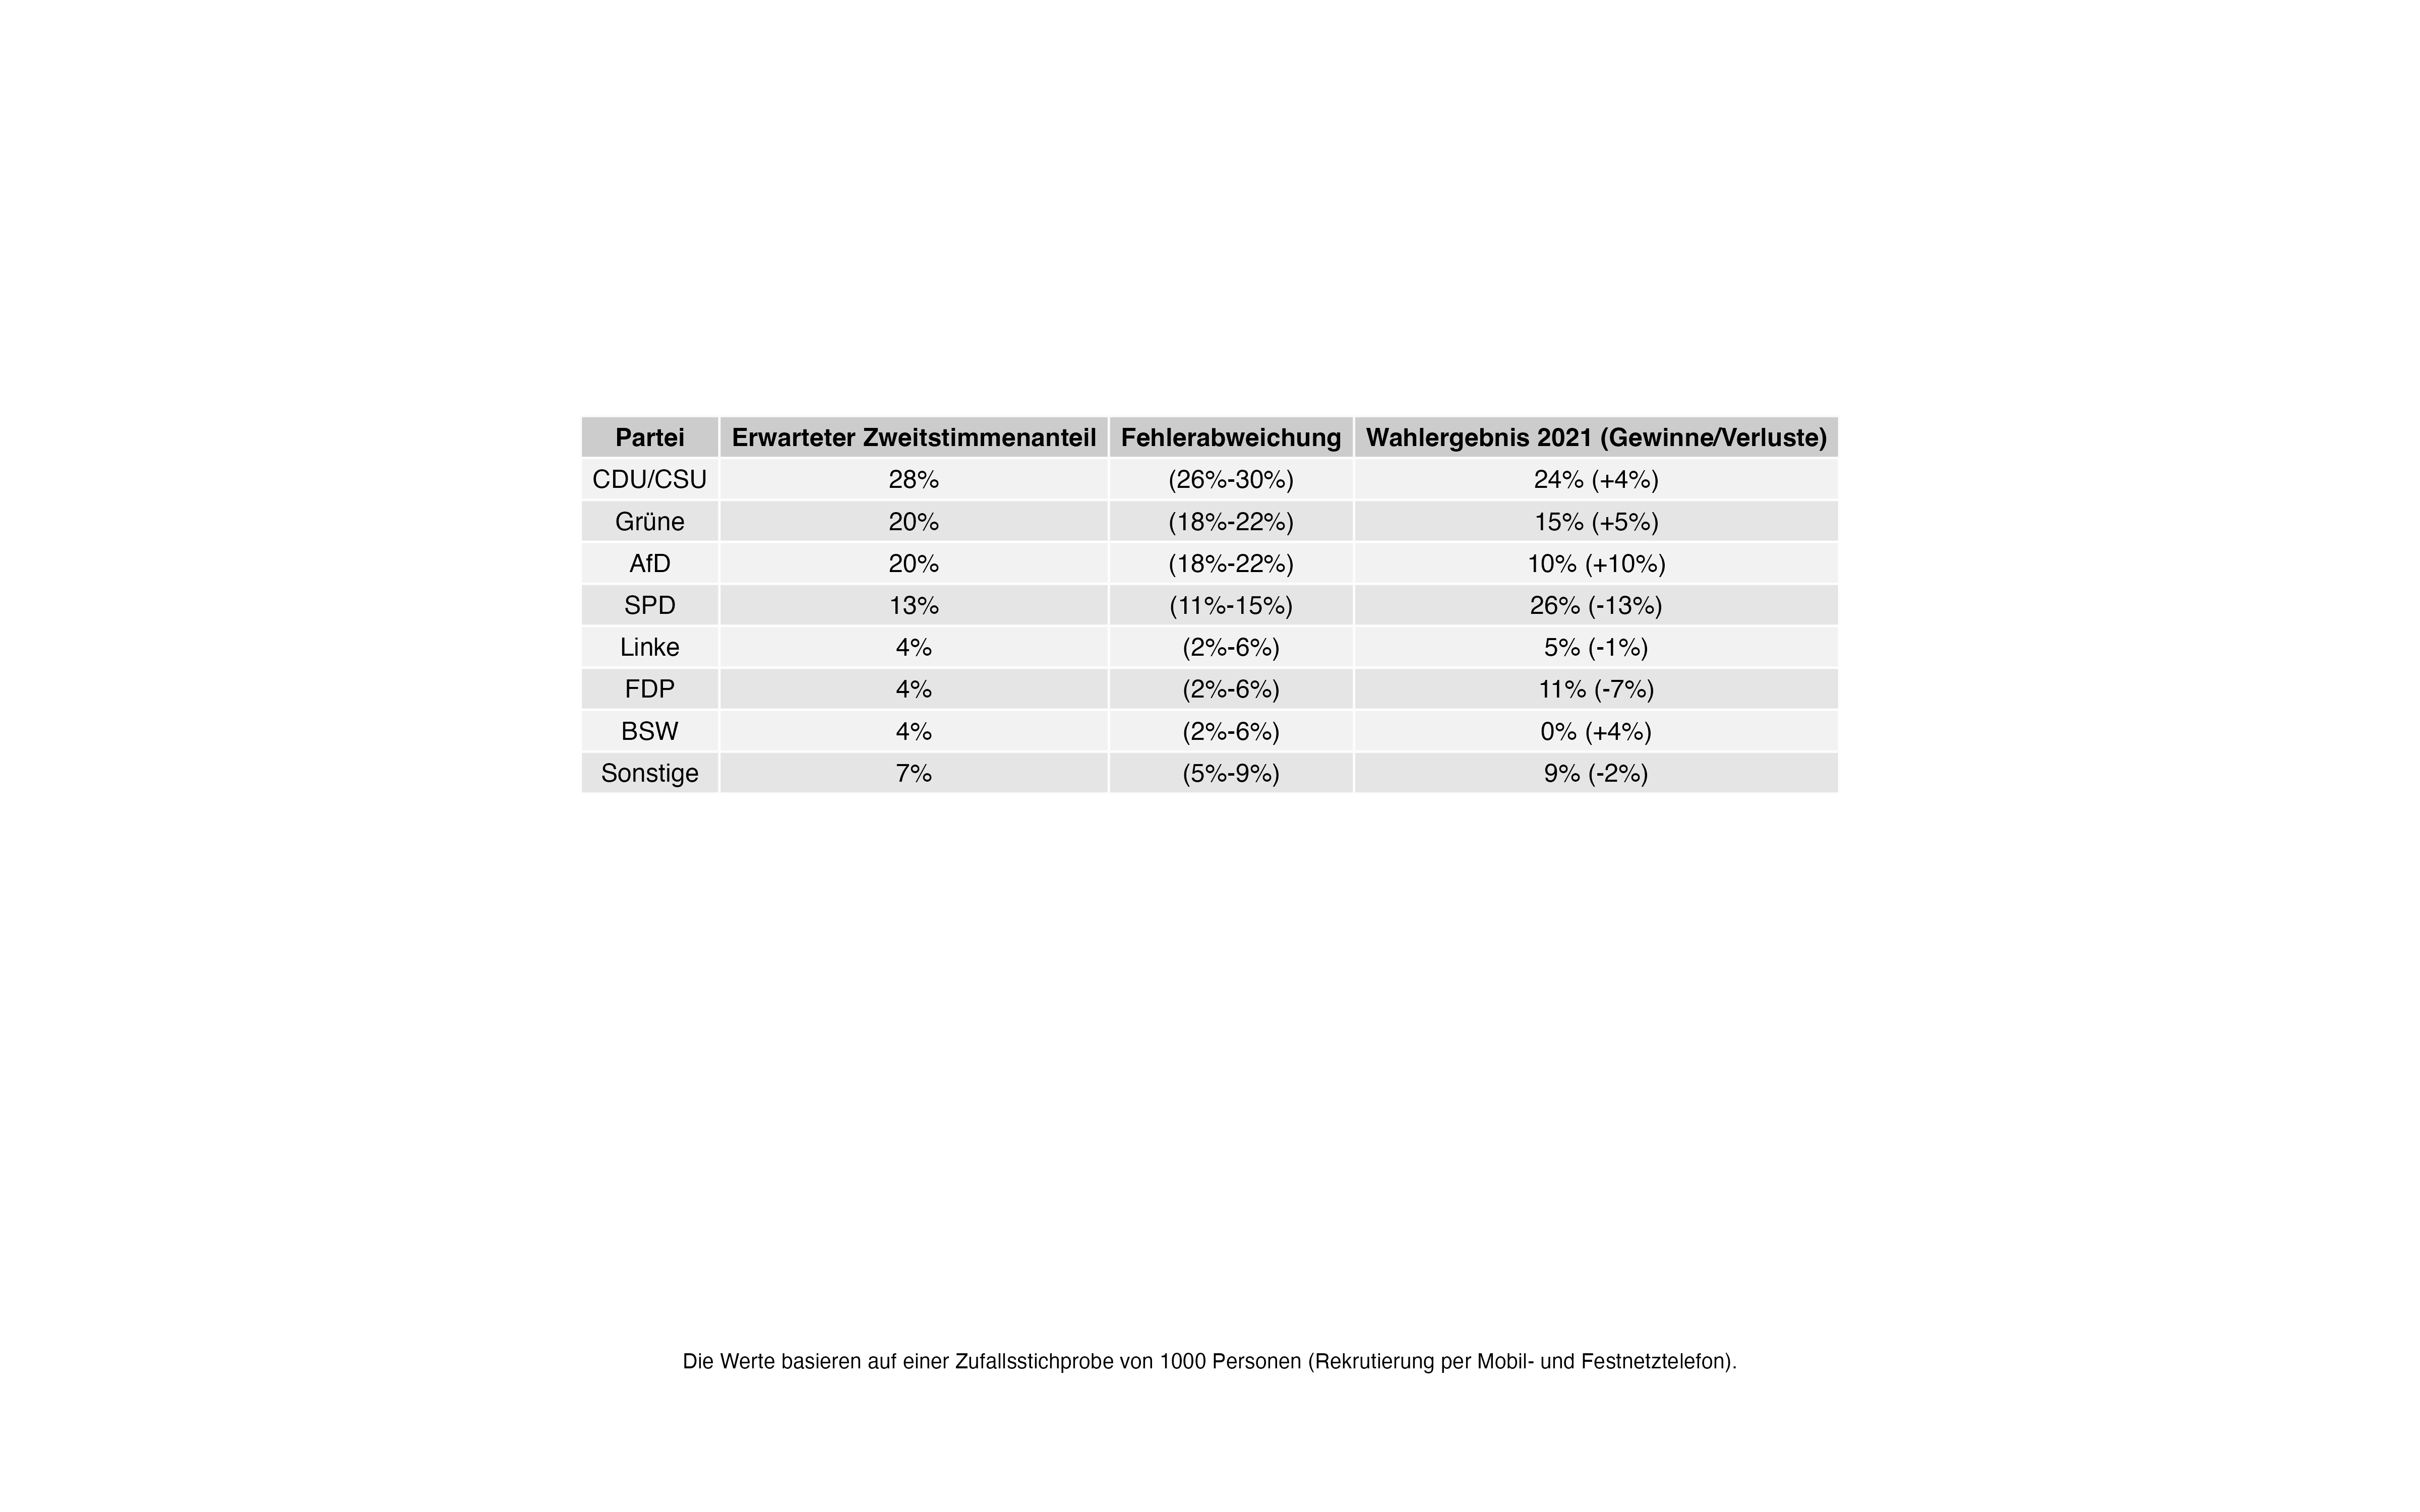 Partei Erwarteter Zweitstimmenanteil Fehlerabweichung Wahlergebnis 2021 (Gewinne/Verluste)
CDU/CSU 28% (26%-30%) 24% (+4%)
Grüne 20% (18%-22%) 15% (+5%)
AfD 20% (18%-22%) 10% (+10%)
SPD 13% (11%-15%) 26% (-13%)
Linke 4% (2%-6%) 5% (-1%)
FDP 4% (2%-6%) 11% (-7%)
BSW 4% (2%-6%) 0% (+4%)
Sonstige 7% (5%-9%) 9% (-2%)
Die Werte basieren auf einer Zufallsstichprobe von 1000 Personen (Rekrutierung per Mobil- und Festnetztelefon).